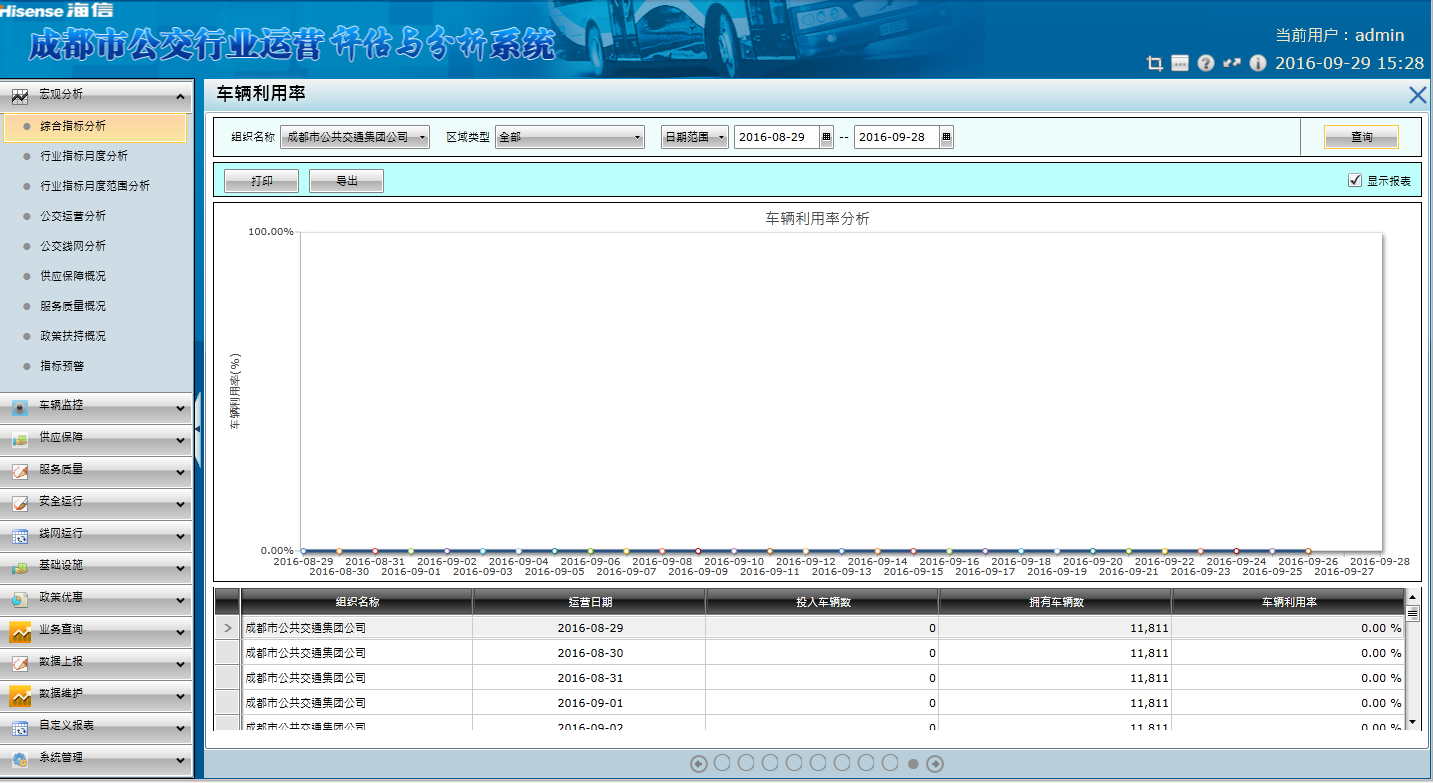 Hisense 海信
成都市公交行业运营评估与分析系统
当前用户：admin
2016-09-29 15:28
宏观分析
综合指标分析
行业指标月度分析
行业指标月度范围分析
公交运营分析
公交线网分析
供应保障概况
服务质量概况
政策扶持概况
指标预警
车辆监控
供应保障
服务质量
安全运行
线网运行
基础设施
政策优惠
业务查询
数据上报
数据维护
自定义报表
系统管理
车辆利用率
组织名称 成都市公共交通集团公司 区域类型 全部 日期范围 2016-08-29 -- 2016-09-28 查询
打印 导出 显示报表
车辆利用率分析
100.00%
车辆利用率(%)
0.00%
2016-08-29 2016-08-31 2016-09-02 2016-09-04 2016-09-06 2016-09-08 2016-09-10 2016-09-12 2016-09-14 2016-09-16 2016-09-18 2016-09-20 2016-09-22 2016-09-24 2016-09-26 2016-09-28
2016-08-30 2016-09-01 2016-09-03 2016-09-05 2016-09-07 2016-09-09 2016-09-11 2016-09-13 2016-09-15 2016-09-17 2016-09-19 2016-09-21 2016-09-23 2016-09-25 2016-09-27
组织名称 运营日期 投入车辆数 拥有车辆数 车辆利用率
成都市公共交通集团公司 2016-08-29 0 11,811 0.00 %
成都市公共交通集团公司 2016-08-30 0 11,811 0.00 %
成都市公共交通集团公司 2016-08-31 0 11,811 0.00 %
成都市公共交通集团公司 2016-09-01 0 11,811 0.00 %
成都市公共交通集团公司 2016-09-02 0 11,811 0.00 %